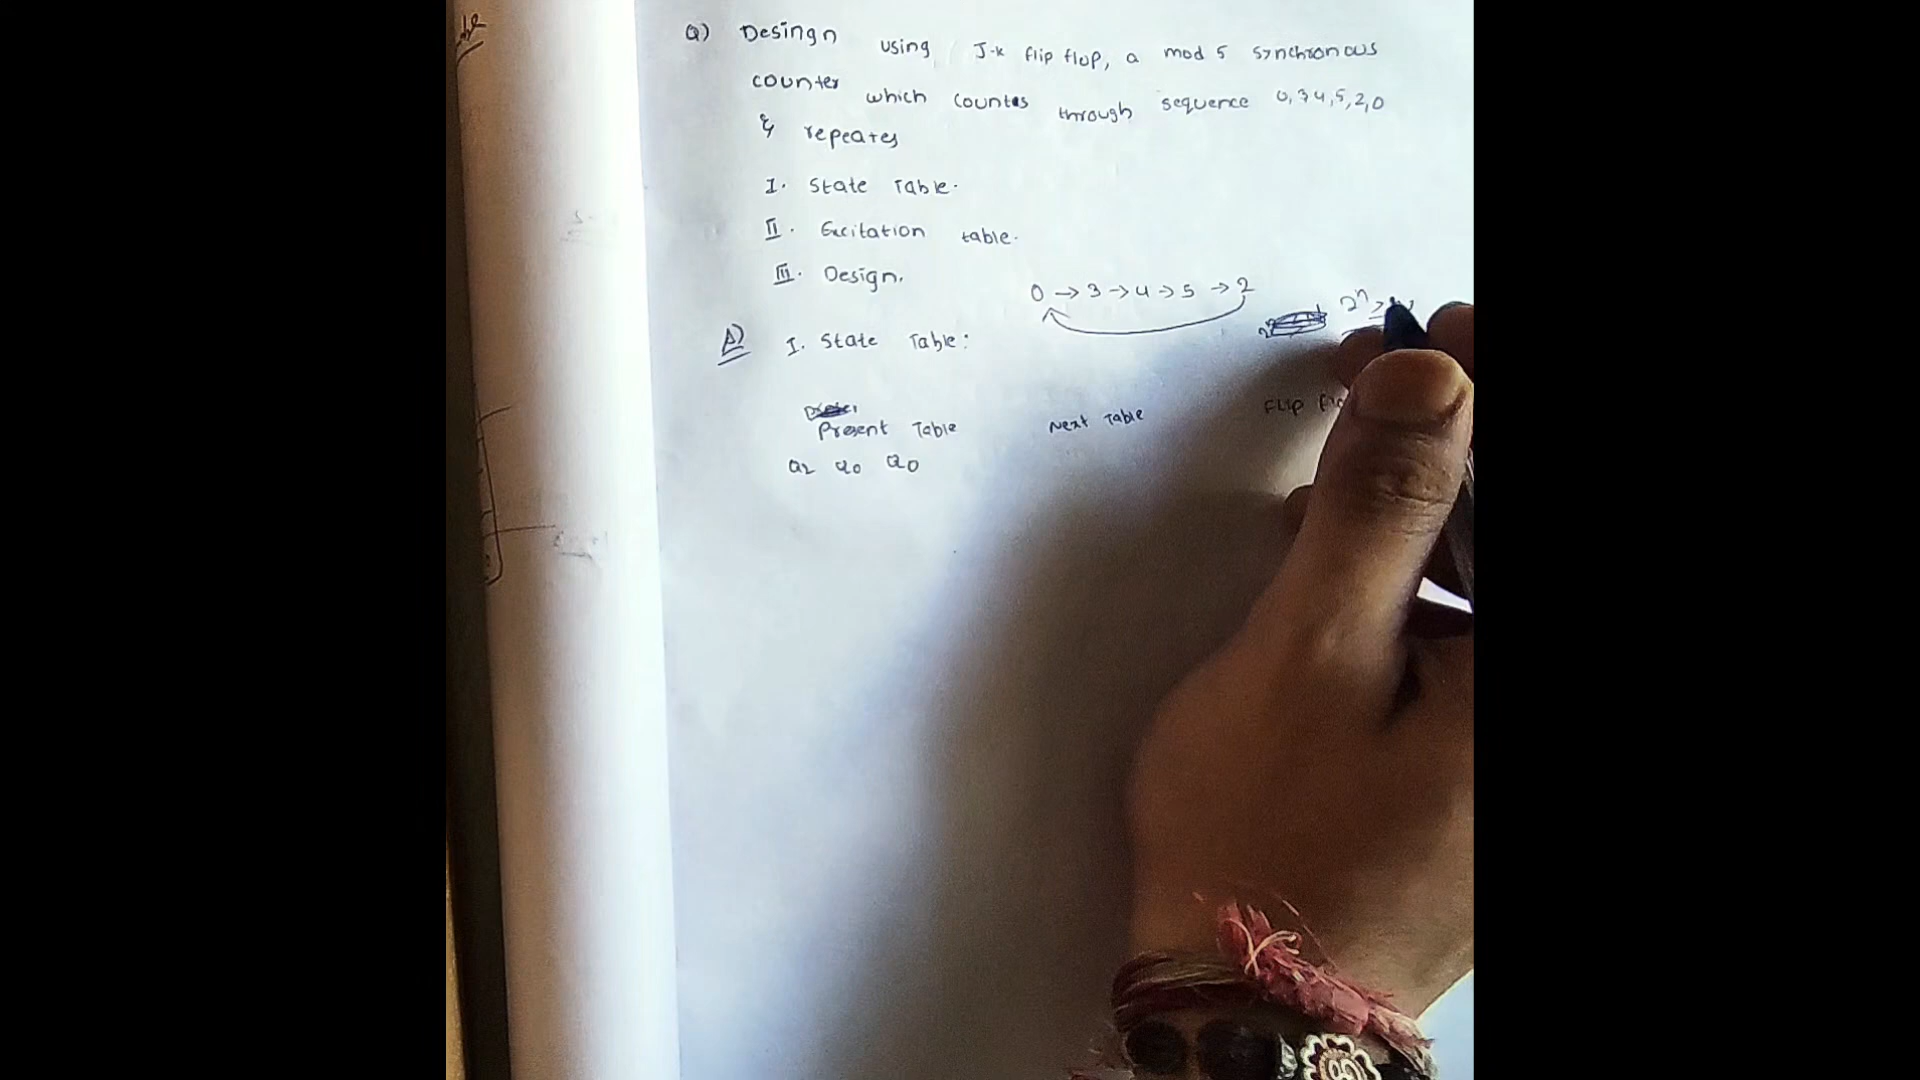 Q) Desingn using J-K flip flop, a mod 5 synchronous
counter which countes through sequence 0,3 4,5,2,0
& repeates
I. State Table.
II. Excitation table.
III. Design.
0 → 3 → 4 → 5 → 2
2ⁿ ≥
A) I. State Table:
Present Table Next Table Flip
Q2 Q0 Q0